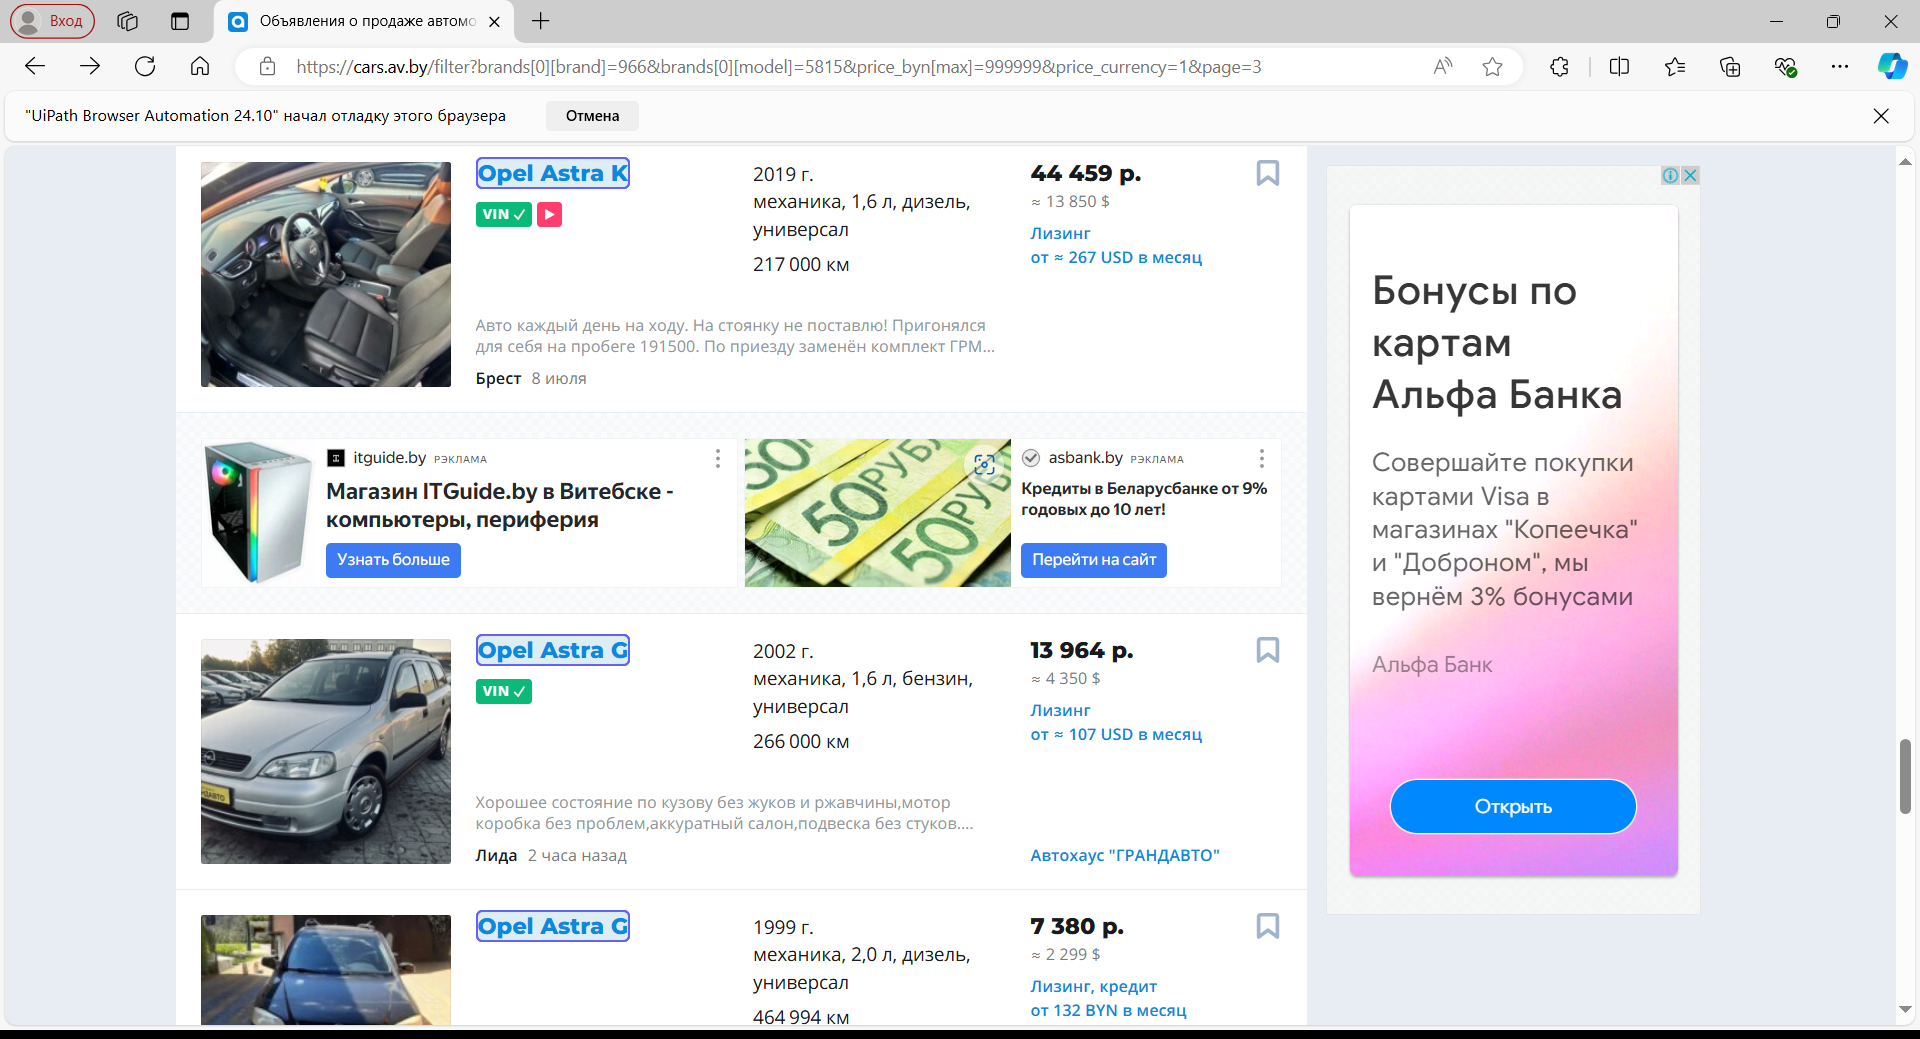 Вход
Объявления о продаже автомо
https://cars.av.by/filter?brands[0][brand]=966&brands[0][model]=5815&price_byn[max]=999999&price_currency=1&page=3
"UiPath Browser Automation 24.10" начал отладку этого браузера
Отмена
Opel Astra K
VIN
2019 г.
механика, 1,6 л, дизель,
универсал
217 000 км
44 459 р.
≈ 13 850 $
Лизинг
от ≈ 267 USD в месяц
Авто каждый день на ходу. На стоянку не поставлю! Пригонялся
для себя на пробеге 191500. По приезду заменён комплект ГРМ...
Брест 8 июля
itguide.by РЭКЛАМА
Магазин ITGuide.by в Витебске -
компьютеры, периферия
Узнать больше
50 РУБ
50 РУБ
asbank.by РЭКЛАМА
Кредиты в Беларусбанке от 9%
годовых до 10 лет!
Перейти на сайт
Opel Astra G
VIN
2002 г.
механика, 1,6 л, бензин,
универсал
266 000 км
13 964 р.
≈ 4 350 $
Лизинг
от ≈ 107 USD в месяц
Хорошее состояние по кузову без жуков и ржавчины,мотор
коробка без проблем,аккуратный салон,подвеска без стуков....
Лида 2 часа назад
Автохаус "ГРАНДАВТО"
Opel Astra G
1999 г.
механика, 2,0 л, дизель,
универсал
464 994 км
7 380 р.
≈ 2 299 $
Лизинг, кредит
от 132 BYN в месяц
Бонусы по
картам
Альфа Банка
Совершайте покупки
картами Visa в
магазинах "Копеечка"
и "Доброном", мы
вернём 3% бонусами
Альфа Банк
Открыть